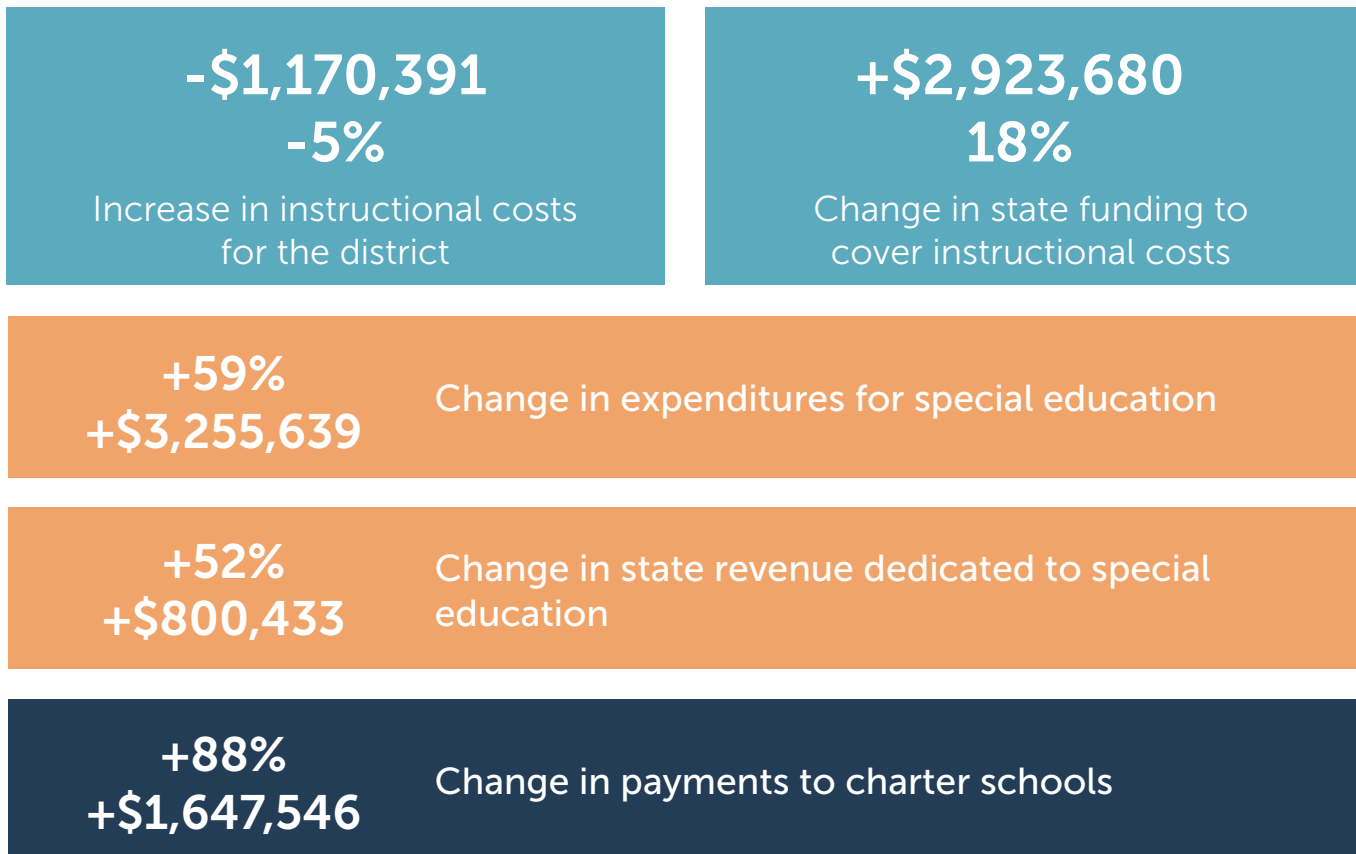 -$1,170,391
-5%
Increase in instructional costs
for the district
+$2,923,680
18%
Change in state funding to
cover instructional costs
+59%
+$3,255,639
Change in expenditures for special education
+52%
+$800,433
Change in state revenue dedicated to special
education
+88%
+$1,647,546
Change in payments to charter schools